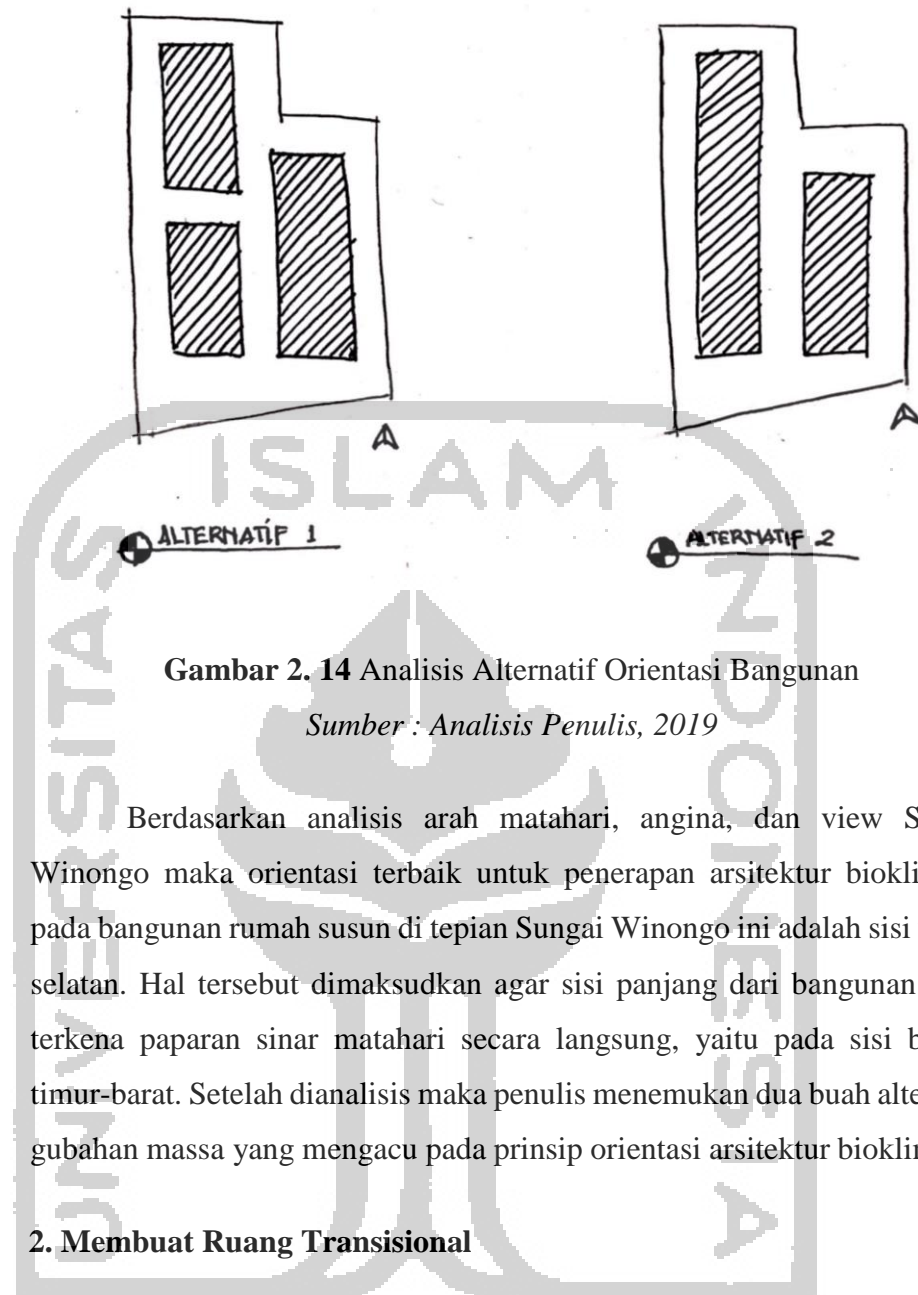 ALTERNATIF 1
ALTERNATIF 2
ISLAM
UNIVERSITAS
INDONESIA
Gambar 2. 14 Analisis Alternatif Orientasi Bangunan
Sumber : Analisis Penulis, 2019
Berdasarkan analisis arah matahari, angina, dan view
Winongo maka orientasi terbaik untuk penerapan arsitektur
pada bangunan rumah susun di tepian Sungai Winongo ini adalah sisi
selatan. Hal tersebut dimaksudkan agar sisi panjang dari bangunan
terkena paparan sinar matahari secara langsung, yaitu pada sisi
timur-barat. Setelah dianalisis maka penulis menemukan dua buah
gubahan massa yang mengacu pada prinsip orientasi arsitektur
2. Membuat Ruang Transisional